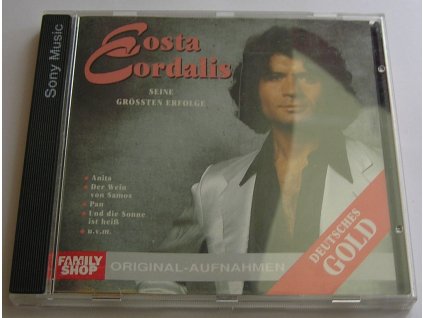 Sony Music
Costa
Cordalis
SEINE
GRÖSSTEN ERFOLGE
• Anita
• Der Wein
von Samos
• Pan
• Und die Sonne
ist heiß
• u.v.m.
DEUTSCHES
GOLD
FAMILY
SHOP
ORIGINAL-AUFNAHMEN